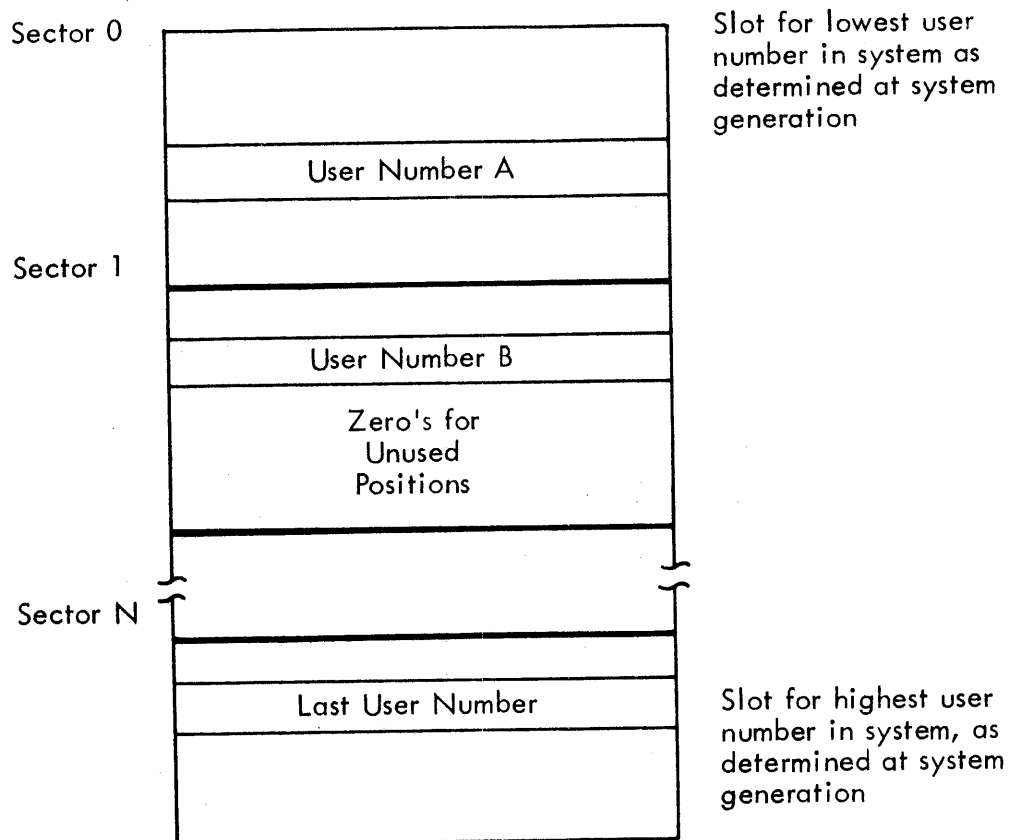 Sector 0
Slot for lowest user
number in system as
determined at system
generation
User Number A
Sector 1
User Number B
Zero's for
Unused
Positions
Sector N
Last User Number
Slot for highest user
number in system, as
determined at system
generation